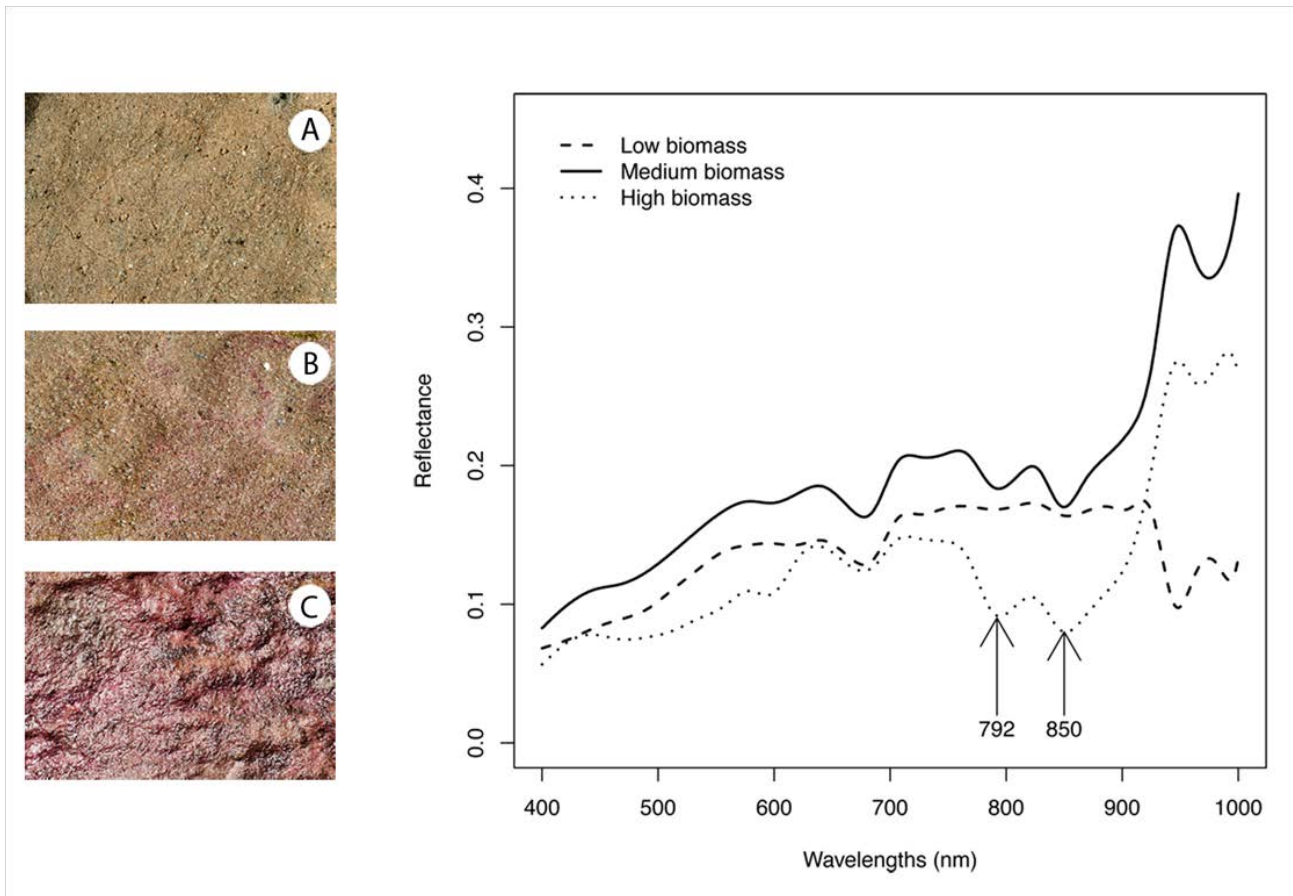 A
B
C
Low biomass
Medium biomass
High biomass
Reflectance
0.4
0.3
0.2
0.1
0.0
792
850
400
500
600
700
800
900
1000
Wavelengths (nm)